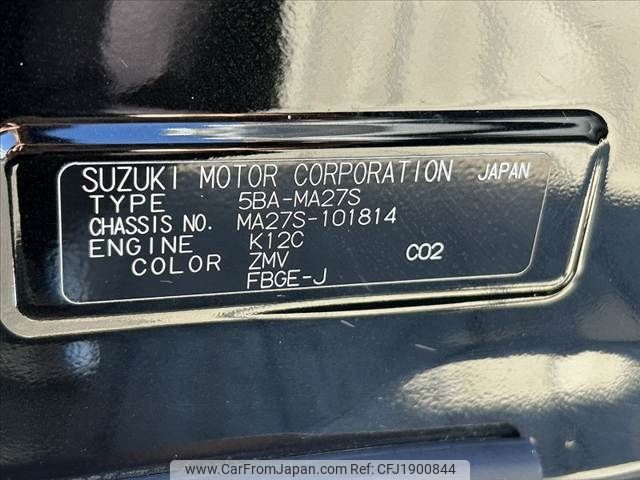 SUZUKI MOTOR CORPORATION JAPAN
TYPE 5BA-MA27S
CHASSIS NO. MA27S-101814
ENGINE K12C
COLOR ZMV CO2
FBGE-J
www.CarFromJapan.com Ref: CFJ1900844